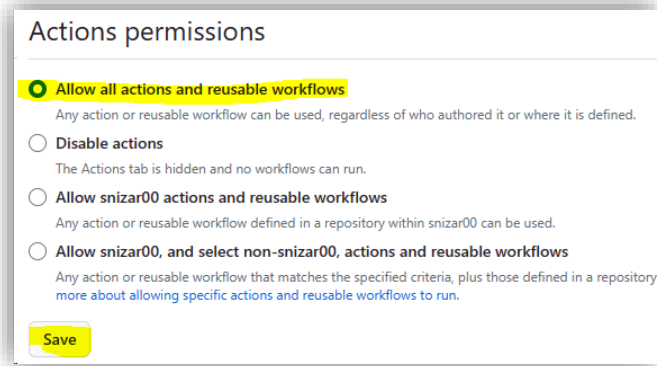 Actions permissions
Allow all actions and reusable workflows
Any action or reusable workflow can be used, regardless of who authored it or where it is defined.
Disable actions
The Actions tab is hidden and no workflows can run.
Allow snizar00 actions and reusable workflows
Any action or reusable workflow defined in a repository within snizar00 can be used.
Allow snizar00, and select non-snizar00, actions and reusable workflows
Any action or reusable workflow that matches the specified criteria, plus those defined in a repository
more about allowing specific actions and reusable workflows to run.
Save